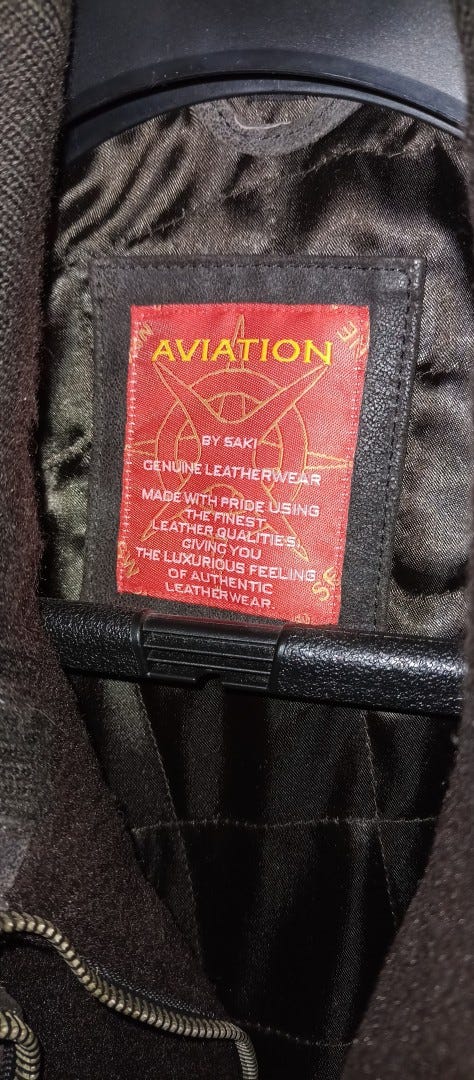 AVIATION
BY SAKI
GENUINE LEATHERWEAR
MADE WITH PRIDE USING
THE FINEST
LEATHER QUALITIES,
GIVING YOU
THE LUXURIOUS FEELING
OF AUTHENTIC
LEATHERWEAR.